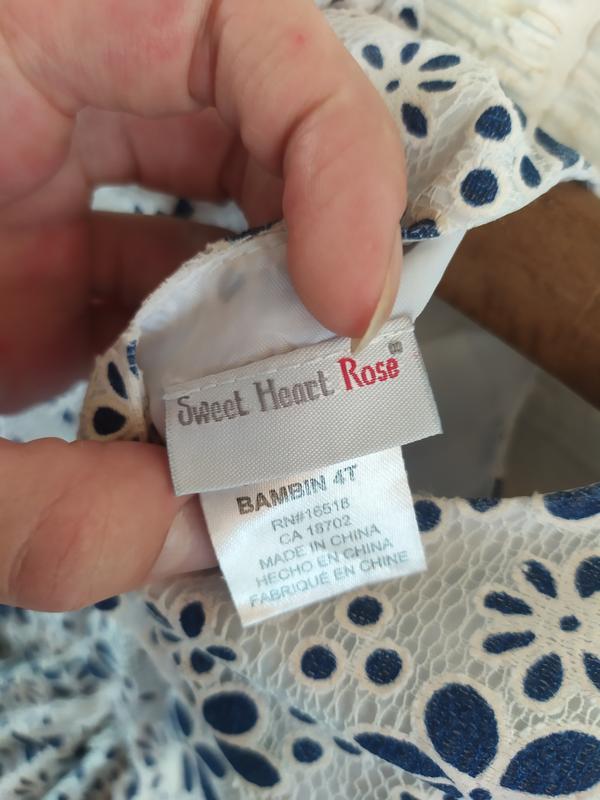 Sweet Heart Rose®
BAMBIN 4T
RN#16518
CA 18702
MADE IN CHINA
HECHO EN CHINA
FABRIQUÉ EN CHINE